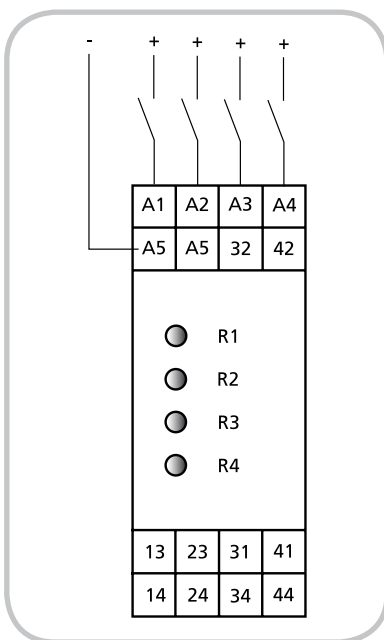 - + + + +
A1 A2 A3 A4
A5 A5 32 42
R1
R2
R3
R4
13 23 31 41
14 24 34 44